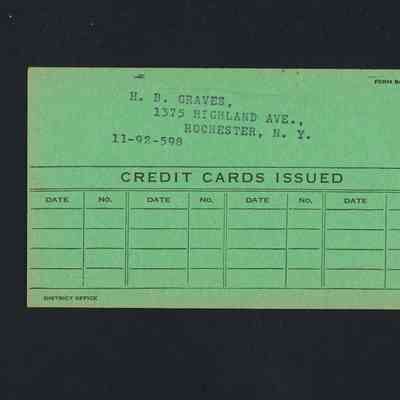 FORM
H. B. GRAVES,
1375 HIGHLAND AVE.,
ROCHESTER, N. Y.
11-92-598
CREDIT CARDS ISSUED
DATE NO. DATE NO. DATE NO. DATE
DISTRICT OFFICE